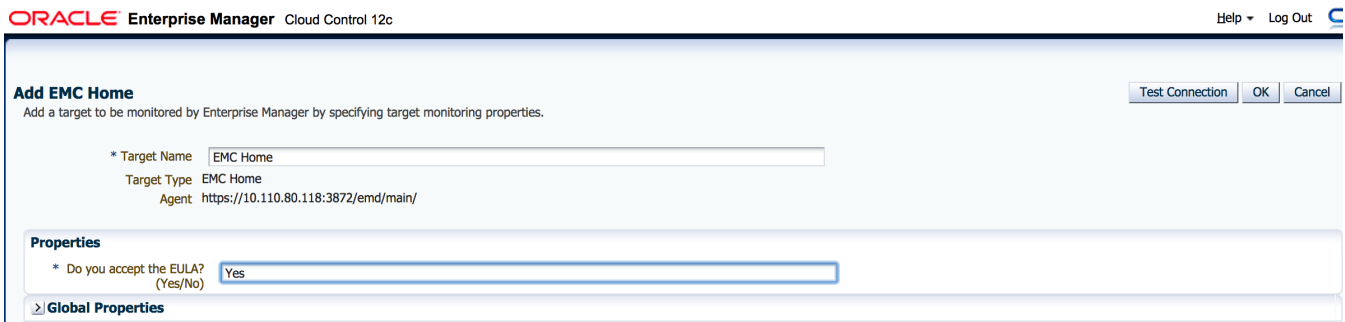 ORACLE Enterprise Manager Cloud Control 12c Help Log Out
Add EMC Home Test Connection OK Cancel
Add a target to be monitored by Enterprise Manager by specifying target monitoring properties.
* Target Name EMC Home
Target Type EMC Home
Agent https://10.110.80.118:3872/emd/main/
Properties
* Do you accept the EULA? Yes
(Yes/No)
Global Properties